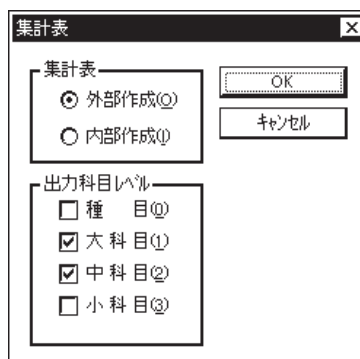 集計表
集計表
外部作成(O)
内部作成(I)
OK
キャンセル
出力科目レベル
種　　目(0)
大 科 目(1)
中 科 目(2)
小 科 目(3)